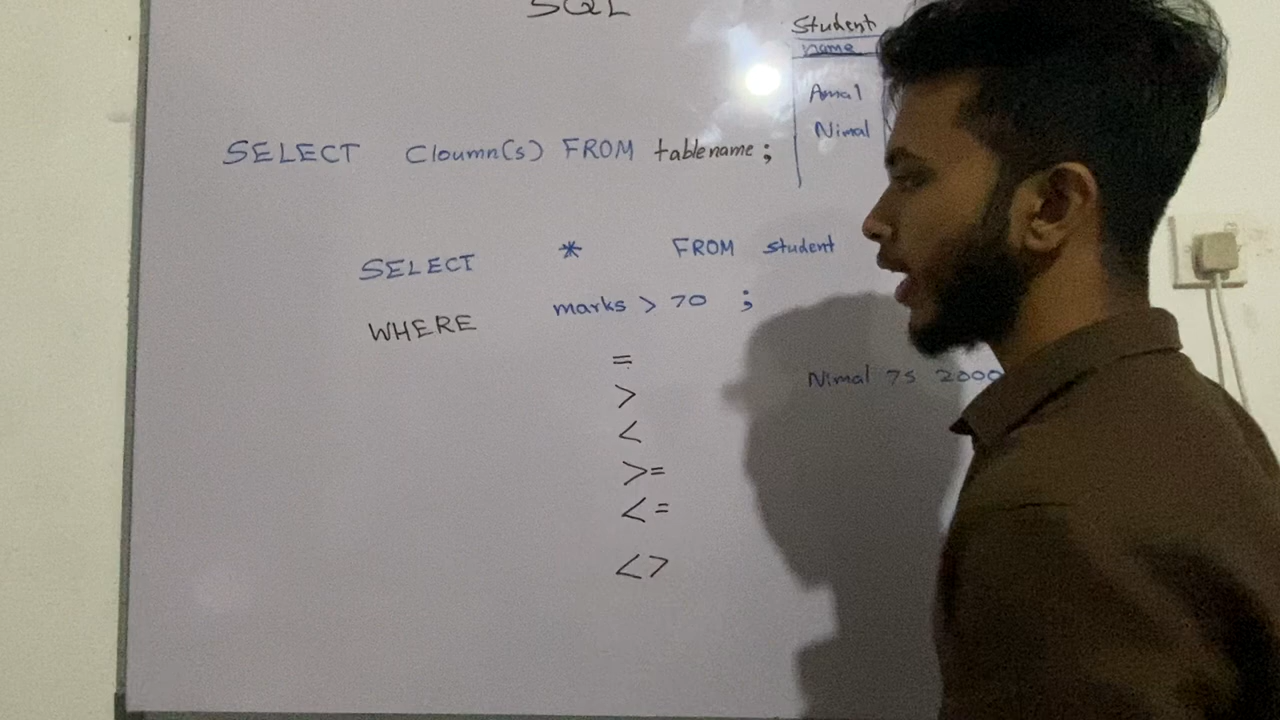 SQL
Student
name
Amal
Nimal
SELECT Cloumn(s) FROM tablename ;
SELECT * FROM student
WHERE marks > 70 ;
=
>
<
>=
<=
<>
Nimal 75 2000